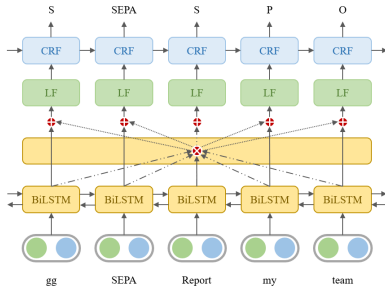 S SEPA S P O
CRF CRF CRF CRF CRF
LF LF LF LF LF
BiLSTM BiLSTM BiLSTM BiLSTM BiLSTM
gg SEPA Report my team